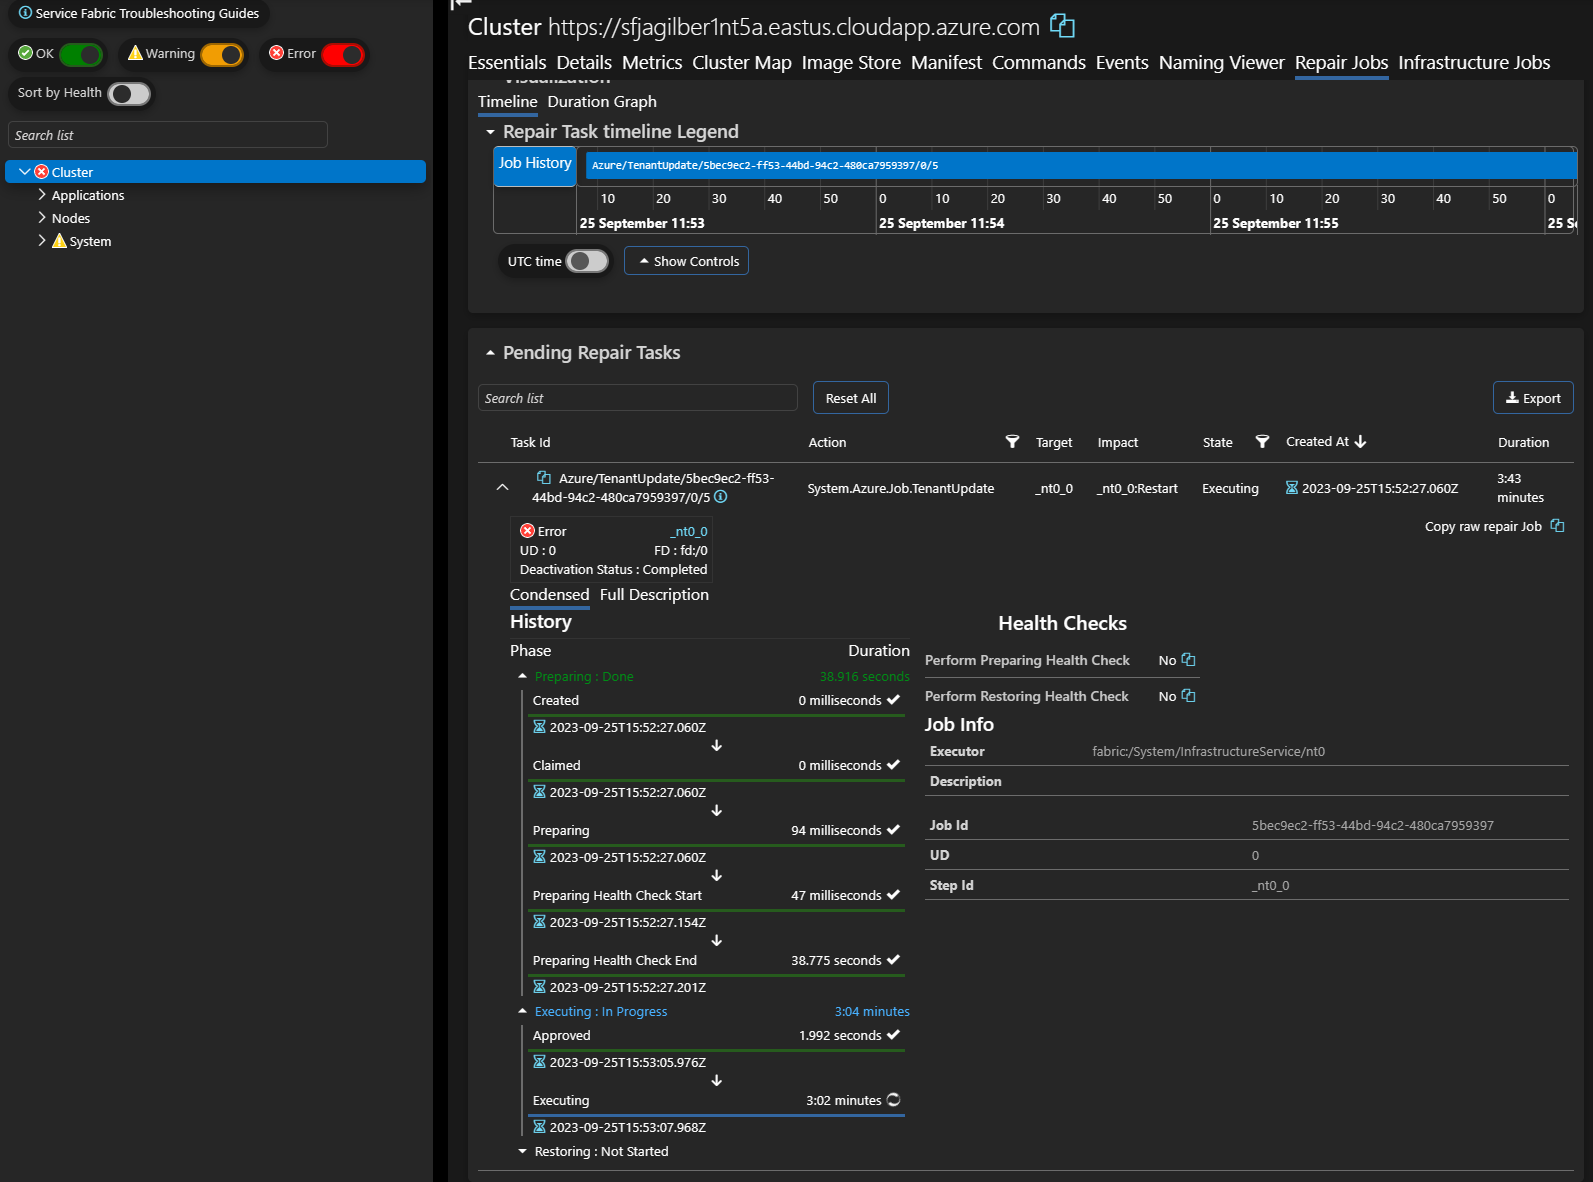 Service Fabric Troubleshooting Guides
OK Warning Error
Sort by Health
Search list
Cluster
Applications
Nodes
System
Cluster https://sfjagilber1nt5a.eastus.cloudapp.azure.com
Essentials Details Metrics Cluster Map Image Store Manifest Commands Events Naming Viewer Repair Jobs Infrastructure Jobs
Visualization
Timeline Duration Graph
Repair Task timeline Legend
Job History Azure/TenantUpdate/5bec9ec2-ff53-44bd-94c2-480ca7959397/0/5
10 20 30 40 50 0 10 20 30 40 50 0 10 20 30 40 50 0
25 September 11:53 25 September 11:54 25 September 11:55 25 S
UTC time Show Controls
Pending Repair Tasks
Search list Reset All Export
Task Id Action Target Impact State Created At Duration
Azure/TenantUpdate/5bec9ec2-ff53-
44bd-94c2-480ca7959397/0/5 System.Azure.Job.TenantUpdate _nt0_0 _nt0_0:Restart Executing 2023-09-25T15:52:27.060Z 3:43
minutes
Copy raw repair Job
Error _nt0_0
UD : 0 FD : fd:/0
Deactivation Status : Completed
Condensed Full Description
History
Phase Duration
Preparing : Done 38.916 seconds
Created 0 milliseconds
2023-09-25T15:52:27.060Z
Claimed 0 milliseconds
2023-09-25T15:52:27.060Z
Preparing 94 milliseconds
2023-09-25T15:52:27.060Z
Preparing Health Check Start 47 milliseconds
2023-09-25T15:52:27.154Z
Preparing Health Check End 38.775 seconds
2023-09-25T15:52:27.201Z
Executing : In Progress 3:04 minutes
Approved 1.992 seconds
2023-09-25T15:53:05.976Z
Executing 3:02 minutes
2023-09-25T15:53:07.968Z
Restoring : Not Started
Health Checks
Perform Preparing Health Check No
Perform Restoring Health Check No
Job Info
Executor fabric:/System/InfrastructureService/nt0
Description
Job Id 5bec9ec2-ff53-44bd-94c2-480ca7959397
UD 0
Step Id _nt0_0